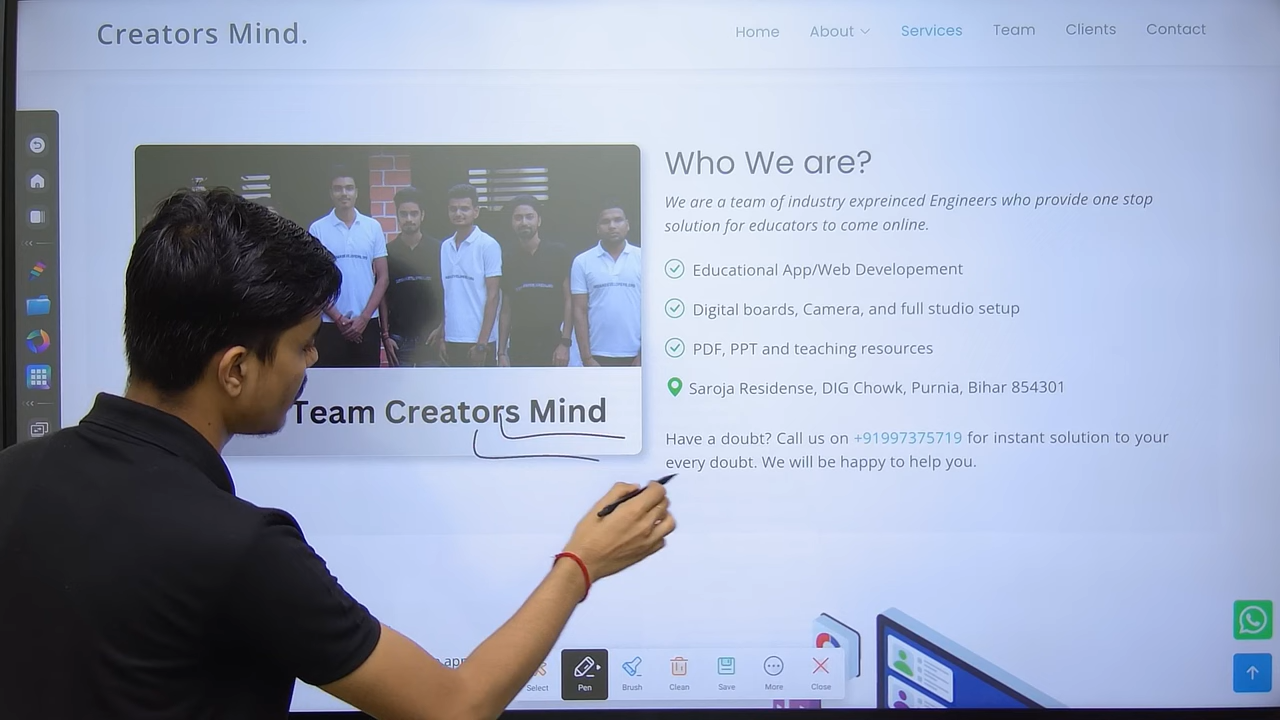 Creators Mind.
Home About Services Team Clients Contact
Who We are?
We are a team of industry expreinced Engineers who provide one stop
solution for educators to come online.
Educational App/Web Developement
Digital boards, Camera, and full studio setup
PDF, PPT and teaching resources
Saroja Residense, DIG Chowk, Purnia, Bihar 854301
Team Creators Mind
Have a doubt? Call us on +91997375719 for instant solution to your
every doubt. We will be happy to help you.
Select Pen Brush Clean Save More Close